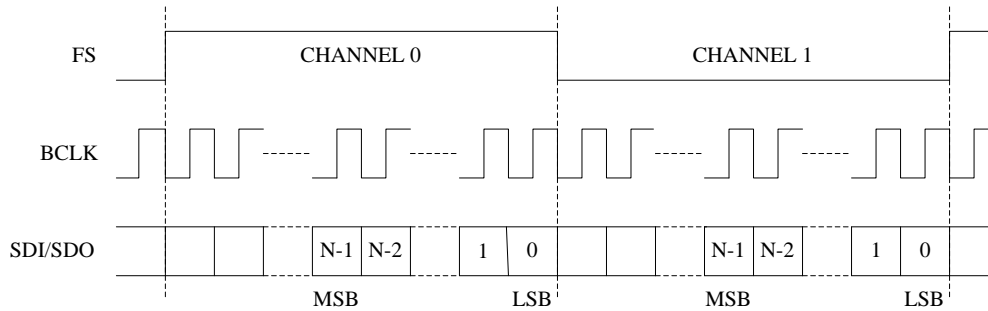 FS
CHANNEL 0
CHANNEL 1
BCLK
SDI/SDO
N-1
N-2
1
0
N-1
N-2
1
0
MSB
LSB
MSB
LSB